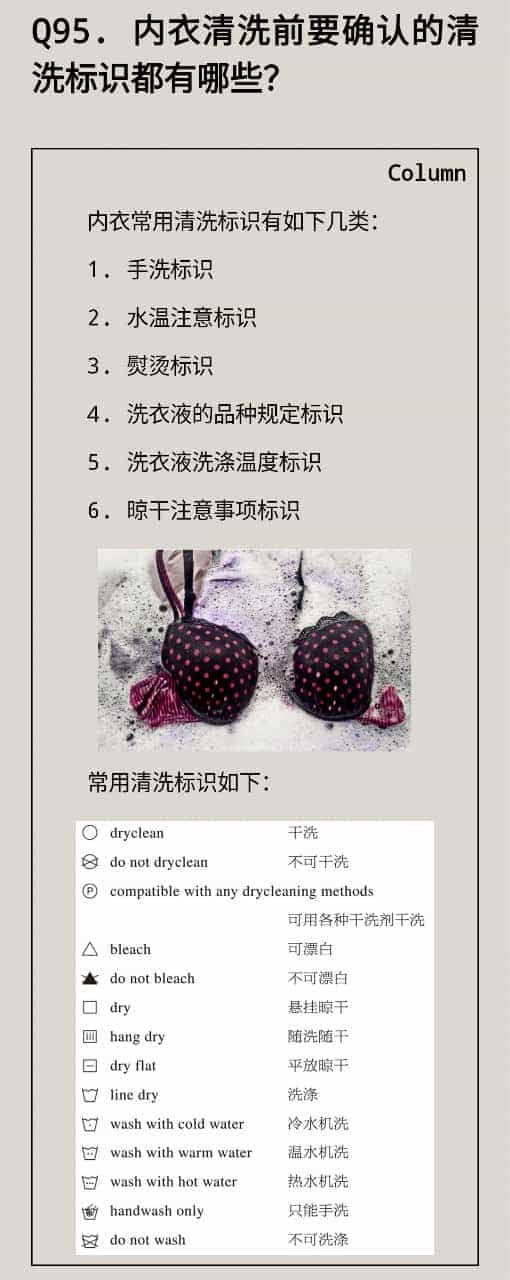 Q95. 内衣清洗前要确认的清
洗标识都有哪些？
Column
内衣常用清洗标识有如下几类：
1. 手洗标识
2. 水温注意标识
3. 熨烫标识
4. 洗衣液的品种规定标识
5. 洗衣液洗涤温度标识
6. 晾干注意事项标识
常用清洗标识如下：
dryclean 干洗
do not dryclean 不可干洗
P compatible with any drycleaning methods
可用各种干洗剂干洗
bleach 可漂白
do not bleach 不可漂白
dry 悬挂晾干
hang dry 随洗随干
dry flat 平放晾干
line dry 洗涤
wash with cold water 冷水机洗
wash with warm water 温水机洗
wash with hot water 热水机洗
handwash only 只能手洗
do not wash 不可洗涤